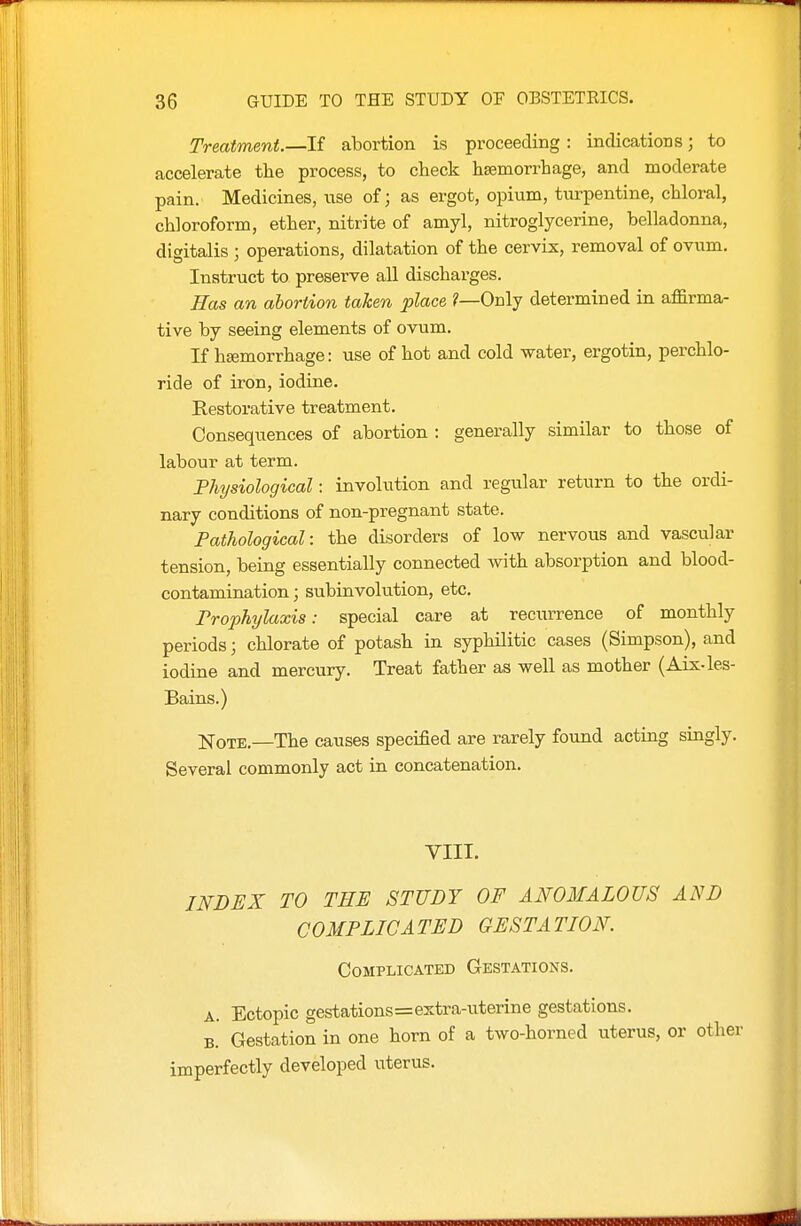 36 GUIDE TO THE STUDY OF OBSTETRICS.
Treatment.—If abortion is proceeding : indications; to
accelerate the process, to check hæmorrhage, and moderate
pain. Medicines, use of; as ergot, opium, turpentine, chloral,
chloroform, ether, nitrite of amyl, nitroglycerine, belladonna,
digitalis ; operations, dilatation of the cervix, removal of ovum.
Instruct to preserve all discharges.
Has an abortion taken place ?—Only determined in affirma-
tive by seeing elements of ovum.
If hæmorrhage: use of hot and cold water, ergotin, perchlo-
ride of iron, iodine.
Restorative treatment.
Consequences of abortion : generally similar to those of
labour at term.
Physiological: involution and regular return to the ordi-
nary conditions of non-pregnant state.
Pathological: the disorders of low nervous and vascular
tension, being essentially connected with absorption and blood-
contamination; subinvolution, etc.
Prophylaxis: special care at recurrence of monthly
periods; chlorate of potash in syphilitic cases (Simpson), and
iodine and mercury. Treat father as well as mother (Aix-les-
Bains.)
NOTE.—The causes specified are rarely found acting singly.
Several commonly act in concatenation.
VIII.
INDEX TO THE STUDY OF ANOMALOUS AND
COMPLICATED GESTATION.
COMPLICATED GESTATIONS.
A. Ectopic gestations=extra-uterine gestations.
B. Gestation in one horn of a two-horned uterus, or other
imperfectly developed uterus.